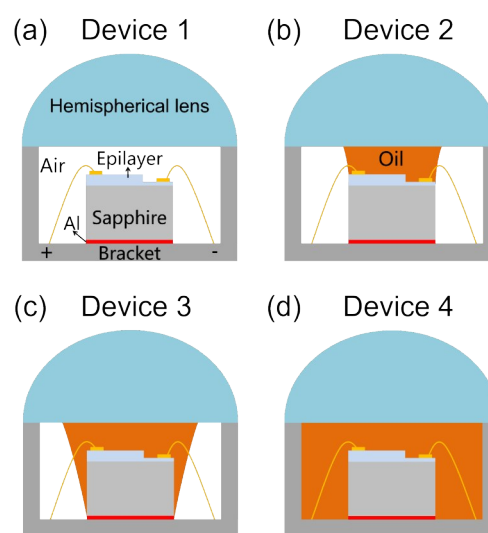 (a) Device 1
(b) Device 2
Hemispherical lens
Air
Epilayer
Oil
Sapphire
Al
+
Bracket
-
(c) Device 3
(d) Device 4